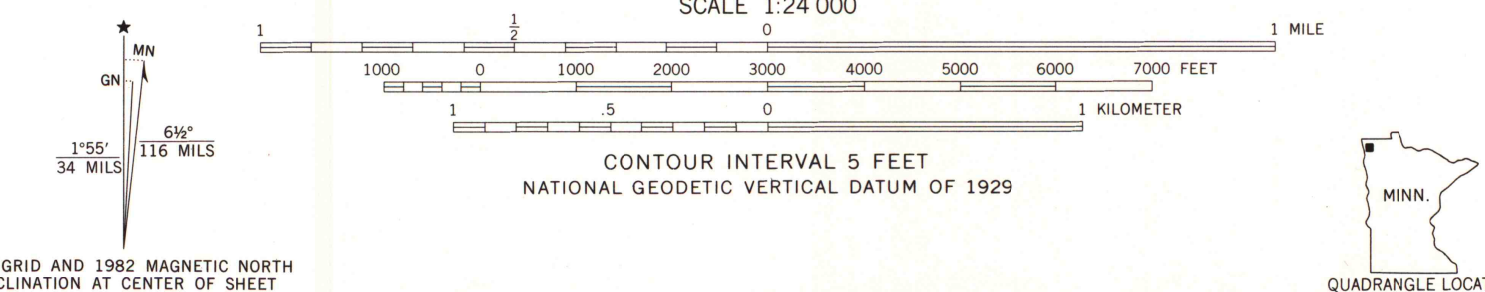 SCALE 1:24 000
1 1/2 0 1 MILE
1000 0 1000 2000 3000 4000 5000 6000 7000 FEET
1 .5 0 1 KILOMETER
CONTOUR INTERVAL 5 FEET
NATIONAL GEODETIC VERTICAL DATUM OF 1929
★
MN
GN
1°55′
34 MILS
6½°
116 MILS
GRID AND 1982 MAGNETIC NORTH
CLINATION AT CENTER OF SHEET
MINN.
QUADRANGLE LOCAT